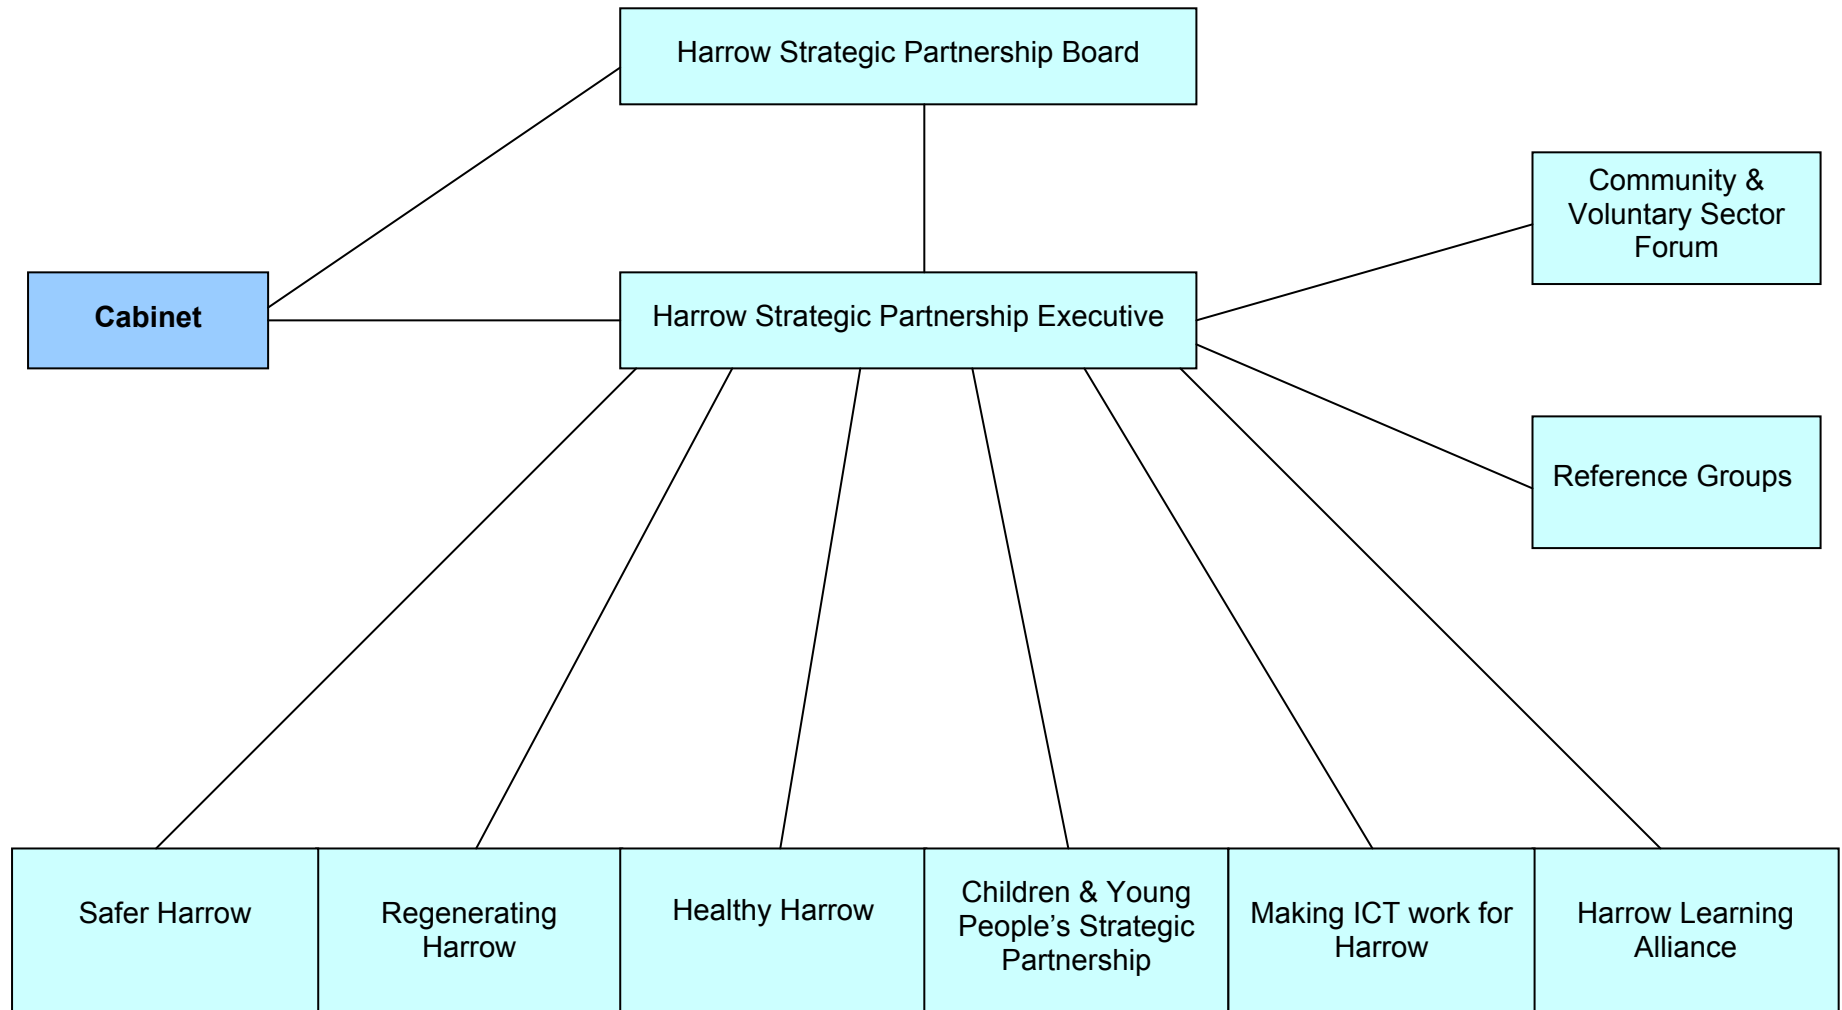 Harrow Strategic Partnership Board
Community &
Voluntary Sector
Forum
Cabinet
Harrow Strategic Partnership Executive
Reference Groups
Safer Harrow
Regenerating
Harrow
Healthy Harrow
Children & Young
People’s Strategic
Partnership
Making ICT work for
Harrow
Harrow Learning
Alliance